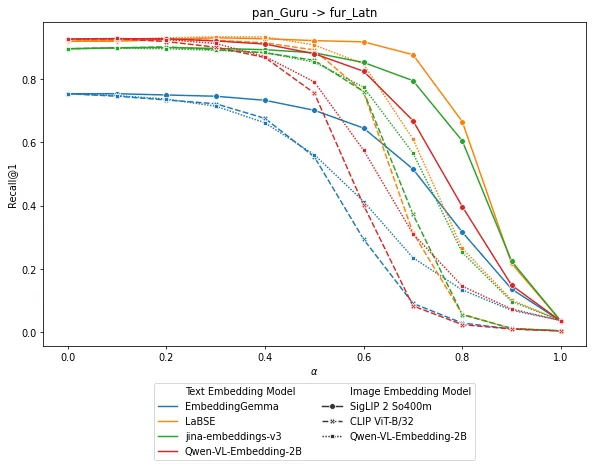 pan_Guru -> fur_Latn
Recall@1
0.8
0.6
0.4
0.2
0.0
0.0 0.2 0.4 0.6 0.8 1.0
α
Text Embedding Model Image Embedding Model
EmbeddingGemma SigLIP 2 So400m
LaBSE CLIP ViT-B/32
jina-embeddings-v3 Qwen-VL-Embedding-2B
Qwen-VL-Embedding-2B